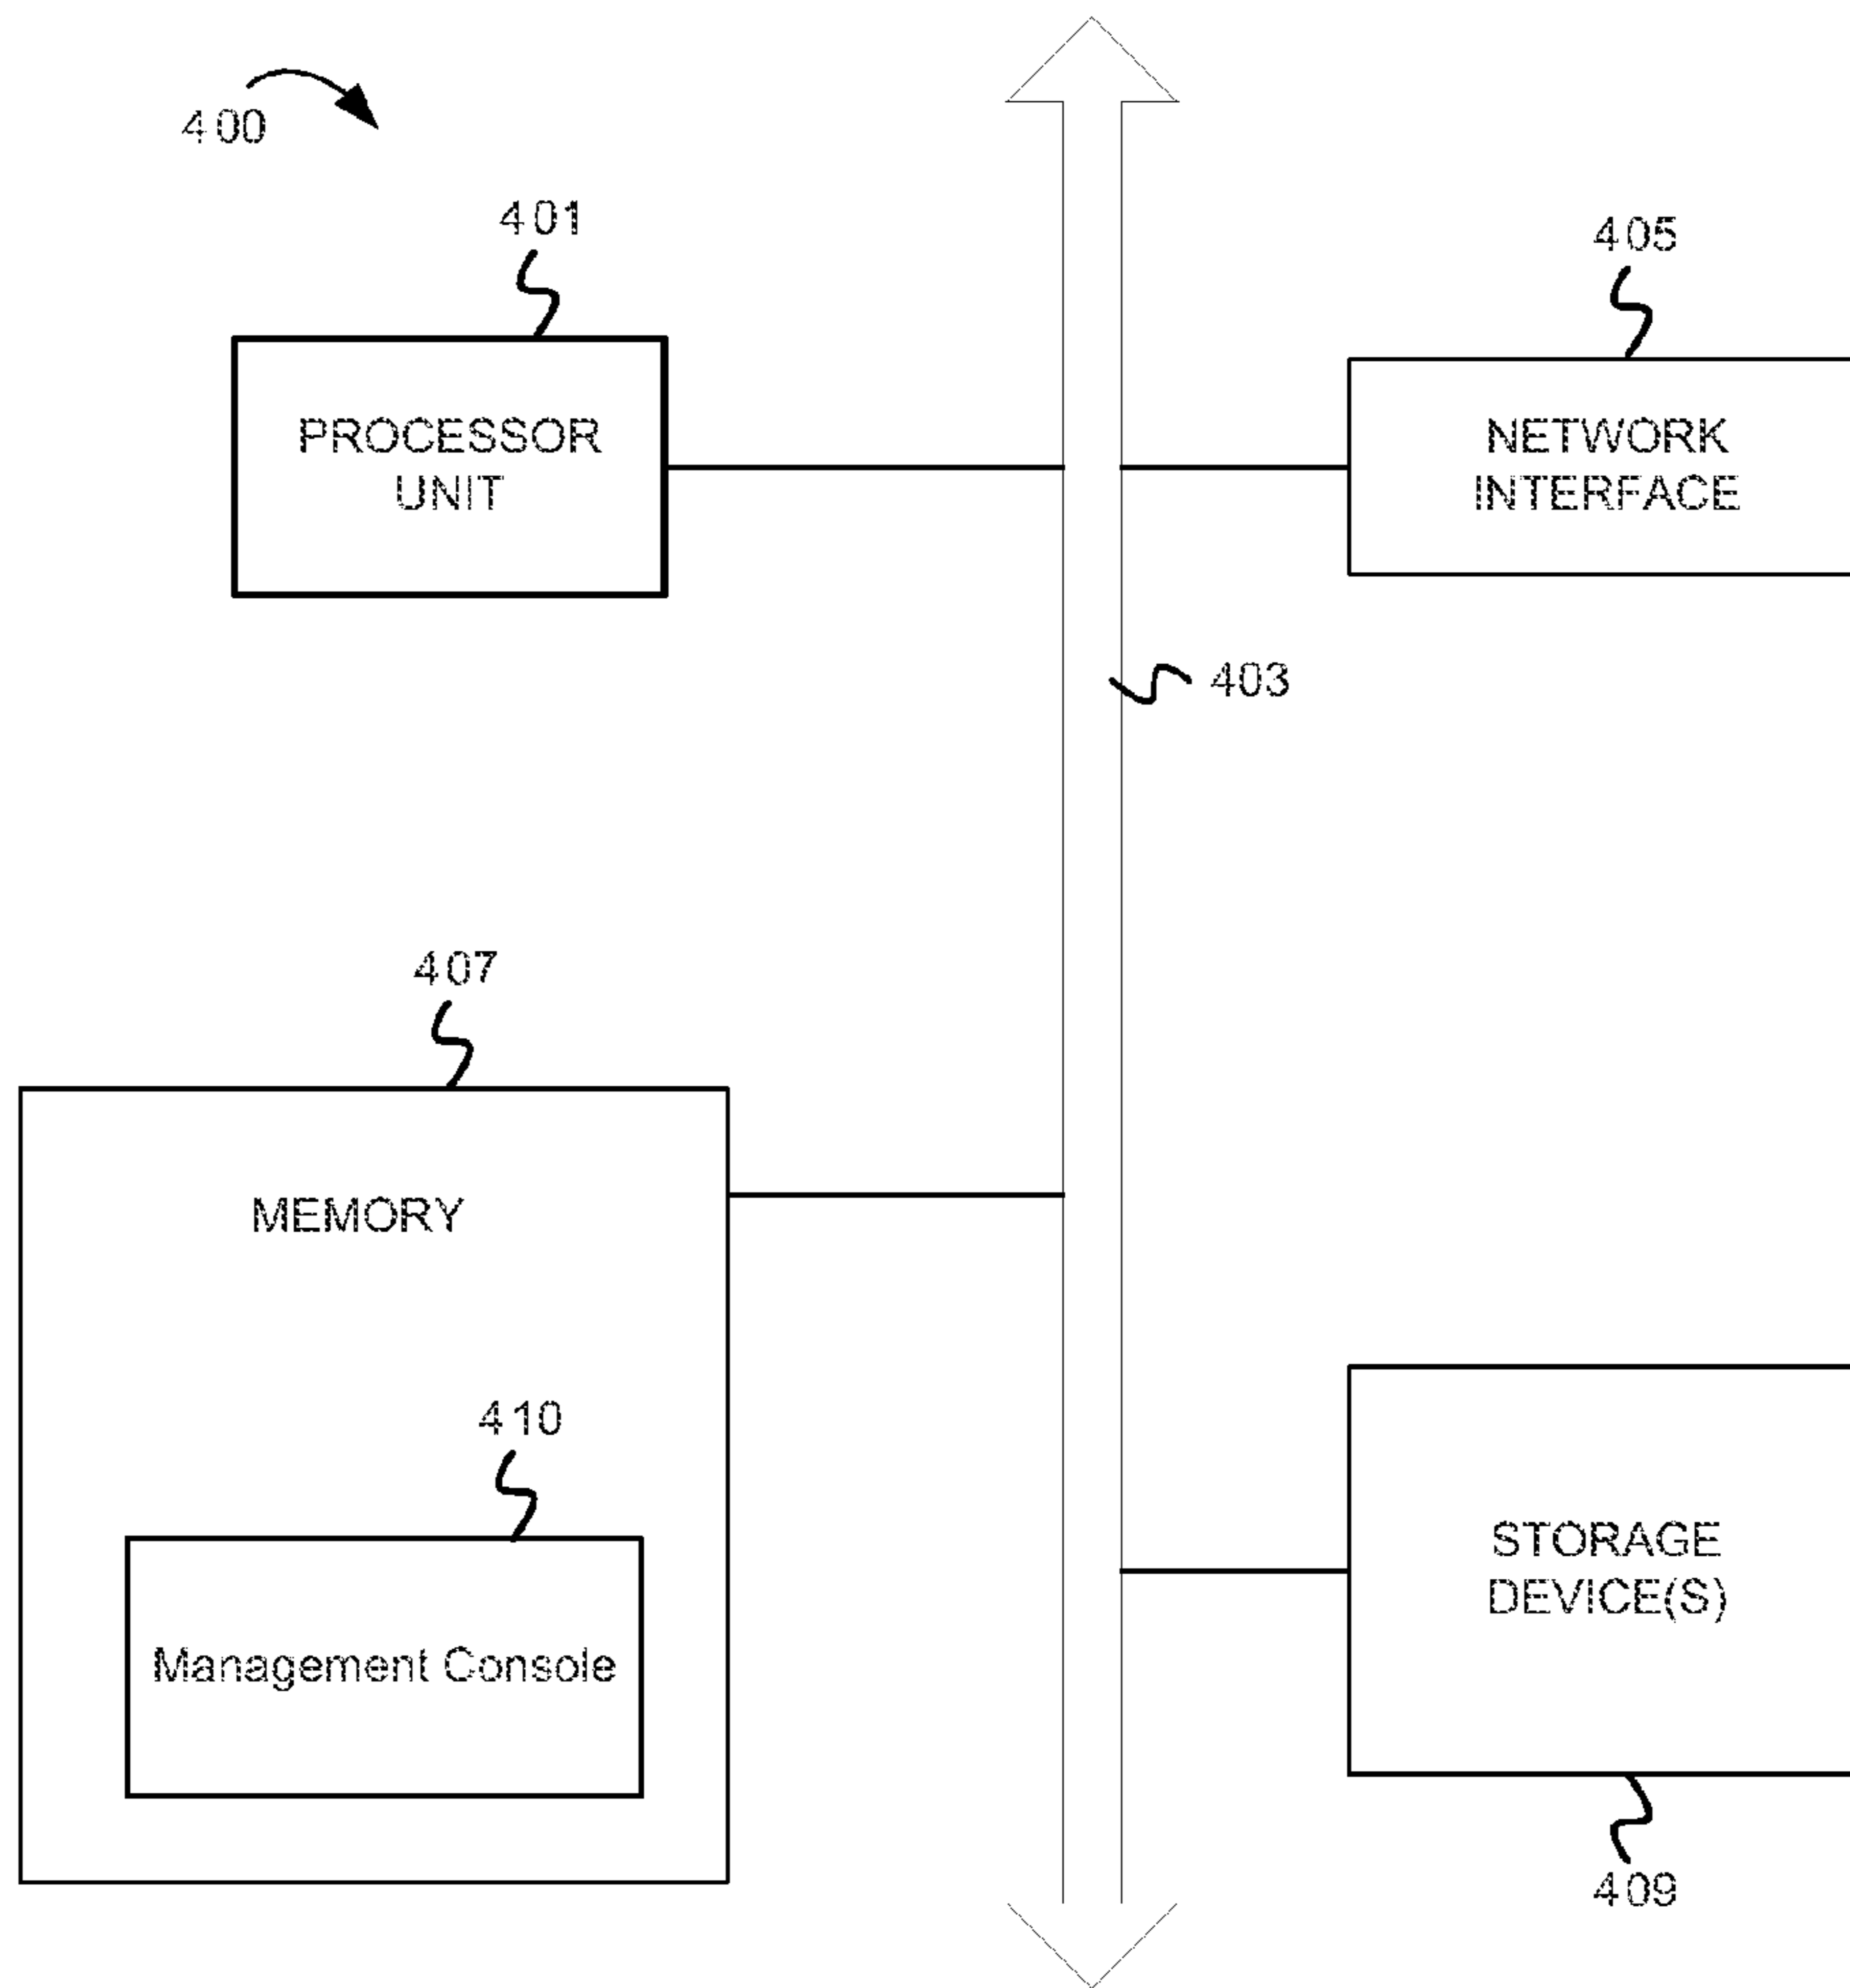 400
401
PROCESSOR
UNIT
405
NETWORK
INTERFACE
403
407
MEMORY
410
Management Console
STORAGE
DEVICE(S)
409